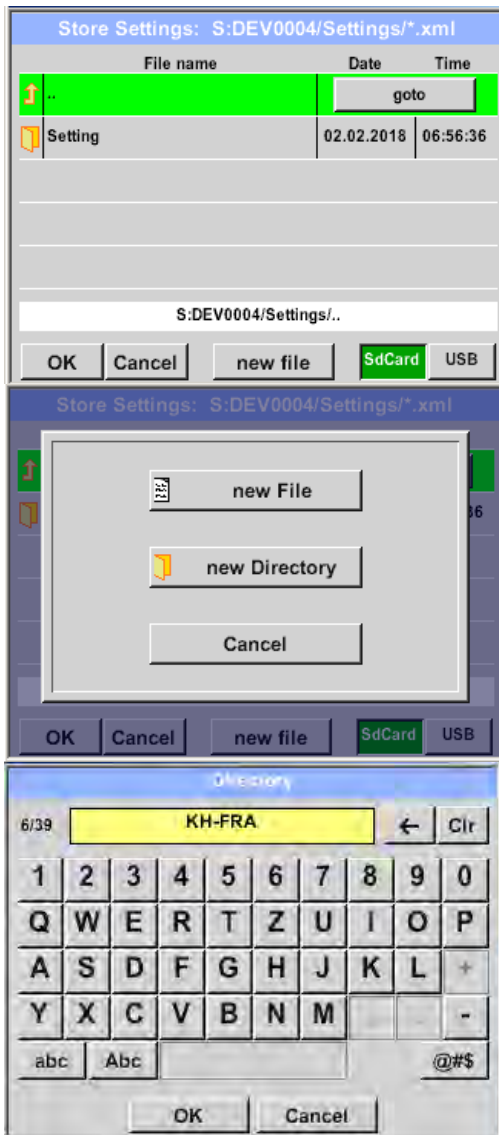 Store Settings: S:DEV0004/Settings/*.xml
File name Date Time
.. goto
Setting 02.02.2018 06:56:36
S:DEV0004/Settings/..
OK Cancel new file SdCard USB
Store Settings: S:DEV0004/Settings/*.xml
new File
36
new Directory
Cancel
OK Cancel new file SdCard USB
Directory
6/39 KH-FRA ← Clr
1 2 3 4 5 6 7 8 9 0
Q W E R T Z U I O P
A S D F G H J K L +
Y X C V B N M -
abc Abc @#$
OK Cancel